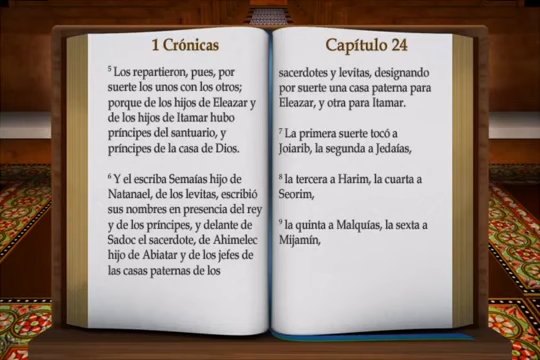 1 Crónicas
⁵ Los repartieron, pues, por
suerte los unos con los otros;
porque de los hijos de Eleazar y
de los hijos de Itamar hubo
príncipes del santuario, y
príncipes de la casa de Dios.
⁶ Y el escriba Semaías hijo de
Natanael, de los levitas, escribió
sus nombres en presencia del rey
y de los príncipes, y delante de
Sadoc el sacerdote, de Ahimelec
hijo de Abiatar y de los jefes de
las casas paternas de los
Capítulo 24
sacerdotes y levitas, designando
por suerte una casa paterna para
Eleazar, y otra para Itamar.
⁷ La primera suerte tocó a
Joiarib, la segunda a Jedaías,
⁸ la tercera a Harim, la cuarta a
Seorim,
⁹ la quinta a Malquías, la sexta a
Mijamín,